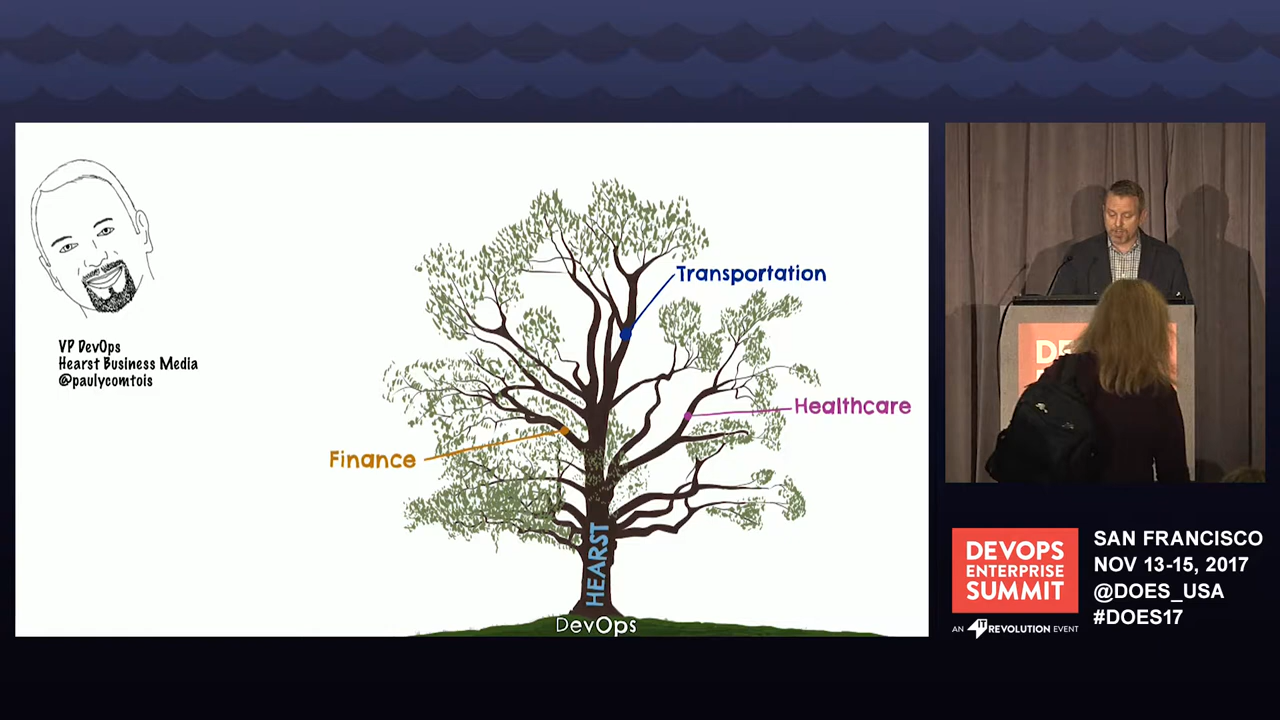 VP DevOps
Hearst Business Media
@paulycomtois
Transportation
Healthcare
Finance
HEARST
DevOps
DE
DEVOPS
ENTERPRISE
SUMMIT
AN IT REVOLUTION EVENT
SAN FRANCISCO
NOV 13-15, 2017
@DOES_USA
#DOES17